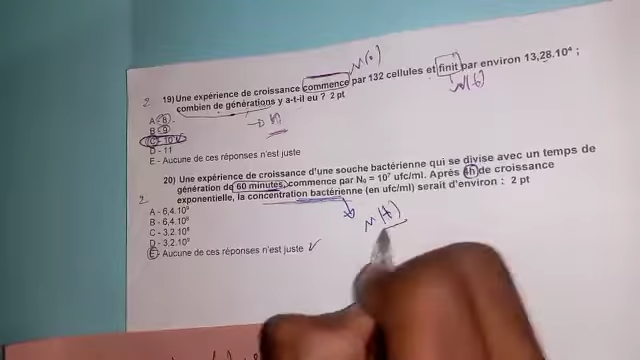 N(0)
2 19) Une expérience de croissance commence par 132 cellules et finit par environ 13,28.10⁴ ;
combien de générations y a-t-il eu ? 2 pt
N(t)
A - 8
→ n
B - 9
C - 10
D - 11
E - Aucune de ces réponses n'est juste
20) Une expérience de croissance d'une souche bactérienne qui se divise avec un temps de
2 génération de 60 minutes, commence par N₀ = 10⁷ ufc/ml. Après 4h de croissance
exponentielle, la concentration bactérienne (en ufc/ml) serait d'environ : 2 pt
A - 6,4.10⁹
B - 6,4.10⁸
C - 3.2.10⁸
D - 3.2.10⁹
E - Aucune de ces réponses n'est juste
N(t)